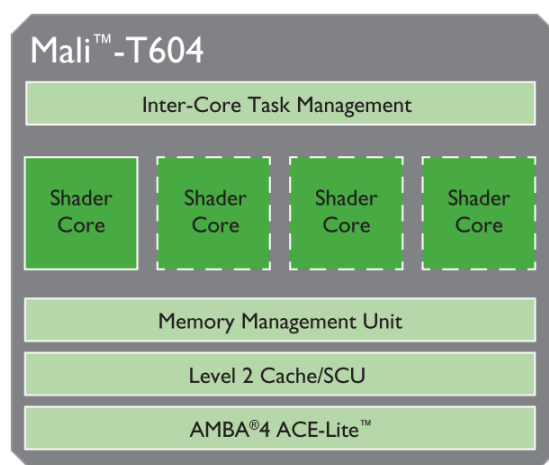 Mali™-T604
Inter-Core Task Management
Shader Core
Shader Core
Shader Core
Shader Core
Memory Management Unit
Level 2 Cache/SCU
AMBA®4 ACE-Lite™